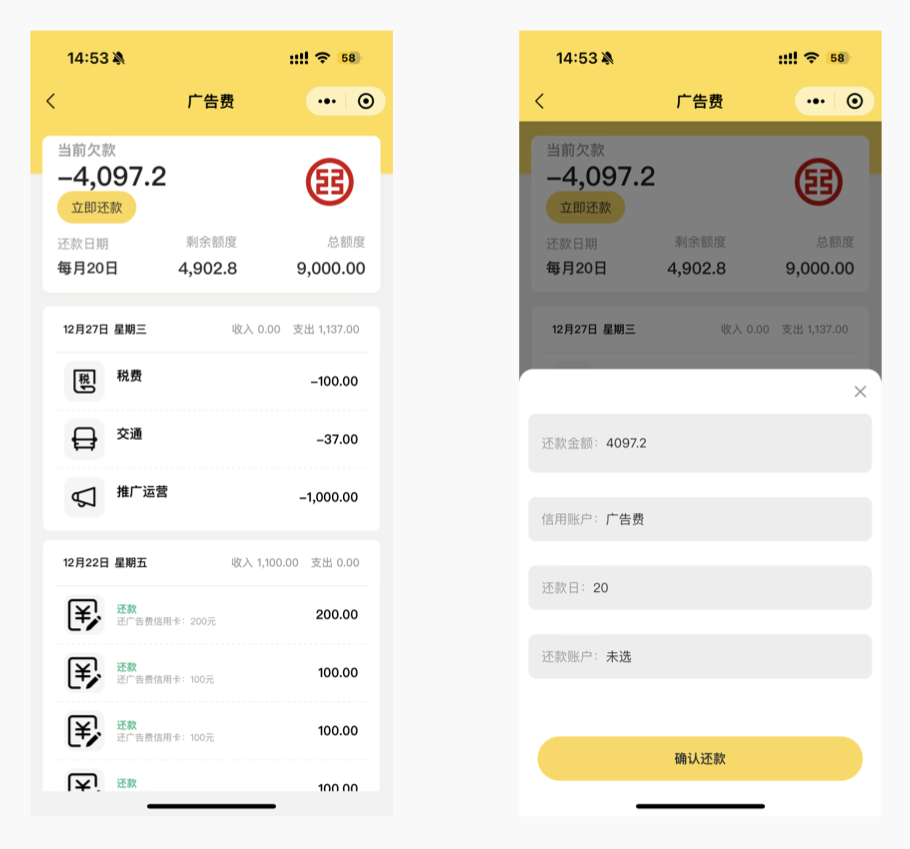 14:53
58
广告费
当前欠款
−4,097.2
立即还款
还款日期 剩余额度 总额度
每月20日 4,902.8 9,000.00
12月27日 星期三 收入 0.00 支出 1,137.00
税
税费
−100.00
交通
−37.00
推广运营
−1,000.00
12月22日 星期五 收入 1,100.00 支出 0.00
还款
还广告费信用卡：200元
200.00
还款
还广告费信用卡：100元
100.00
还款
还广告费信用卡：100元
100.00
还款
100.00
14:53
58
广告费
当前欠款
−4,097.2
立即还款
还款日期 剩余额度 总额度
每月20日 4,902.8 9,000.00
12月27日 星期三 收入 0.00 支出 1,137.00
还款金额：4097.2
信用账户：广告费
还款日：20
还款账户：未选
确认还款